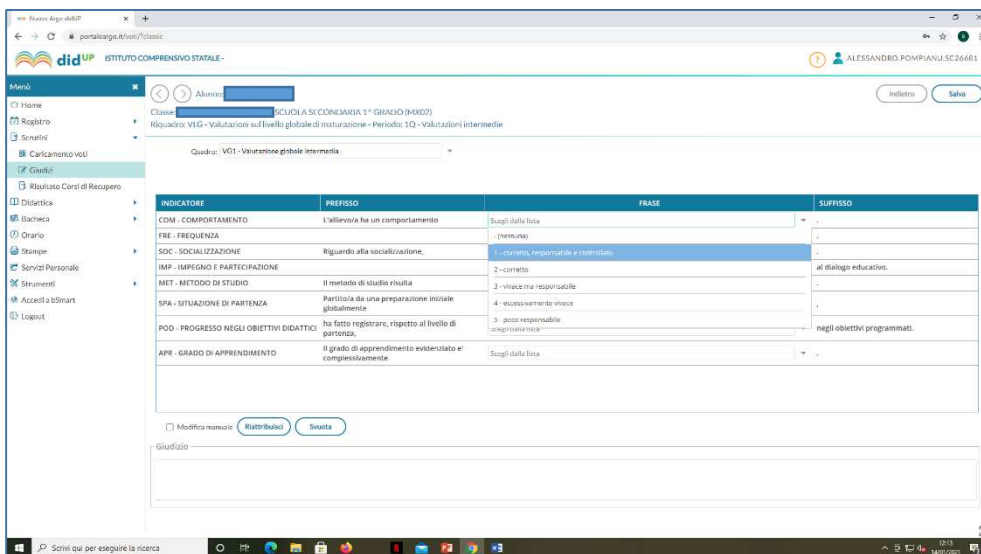 Nuovo Argo didUP
portaleargo.it/voti/?classic
didUP ISTITUTO COMPRENSIVO STATALE -
ALESSANDRO.POMPIANU.SC26681
Menù
Home
Registro
Scrutini
Caricamento voti
Giudizi
Risultato Corsi di Recupero
Didattica
Bacheca
Orario
Stampe
Servizi Personale
Strumenti
Accedi a bSmart
Logout
Alunno:
Indietro
Salva
Classe: SCUOLA SECONDARIA 1^ GRADO (MX02)
Riquadro: VLG - Valutazioni sul livello globale di maturazione - Periodo: 1Q - Valutazioni intermedie
Quadro: VG1 - Valutazione globale intermedia
INDICATORE PREFISSO FRASE SUFFISSO
COM - COMPORTAMENTO L'allievo/a ha un comportamento Scegli dalla lista .
FRE - FREQUENZA - (nessuna) .
SOC - SOCIALIZZAZIONE Riguardo alla socializzazione, 1 - corretto, responsabile e controllato .
IMP - IMPEGNO E PARTECIPAZIONE 2 - corretto al dialogo educativo.
MET - METODO DI STUDIO Il metodo di studio risulta 3 - vivace ma responsabile .
SPA - SITUAZIONE DI PARTENZA Partito/a da una preparazione iniziale globalmente 4 - eccessivamente vivace .
5 - poco responsabile
POD - PROGRESSO NEGLI OBIETTIVI DIDATTICI ha fatto registrare, rispetto al livello di partenza, Scegli dalla lista negli obiettivi programmati.
APR - GRADO DI APPRENDIMENTO Il grado di apprendimento evidenziato e' complessivamente Scegli dalla lista .
Modifica manuale
Riattribuisci
Svuota
Giudizio
Scrivi qui per eseguire la ricerca
12:15
14/01/2021